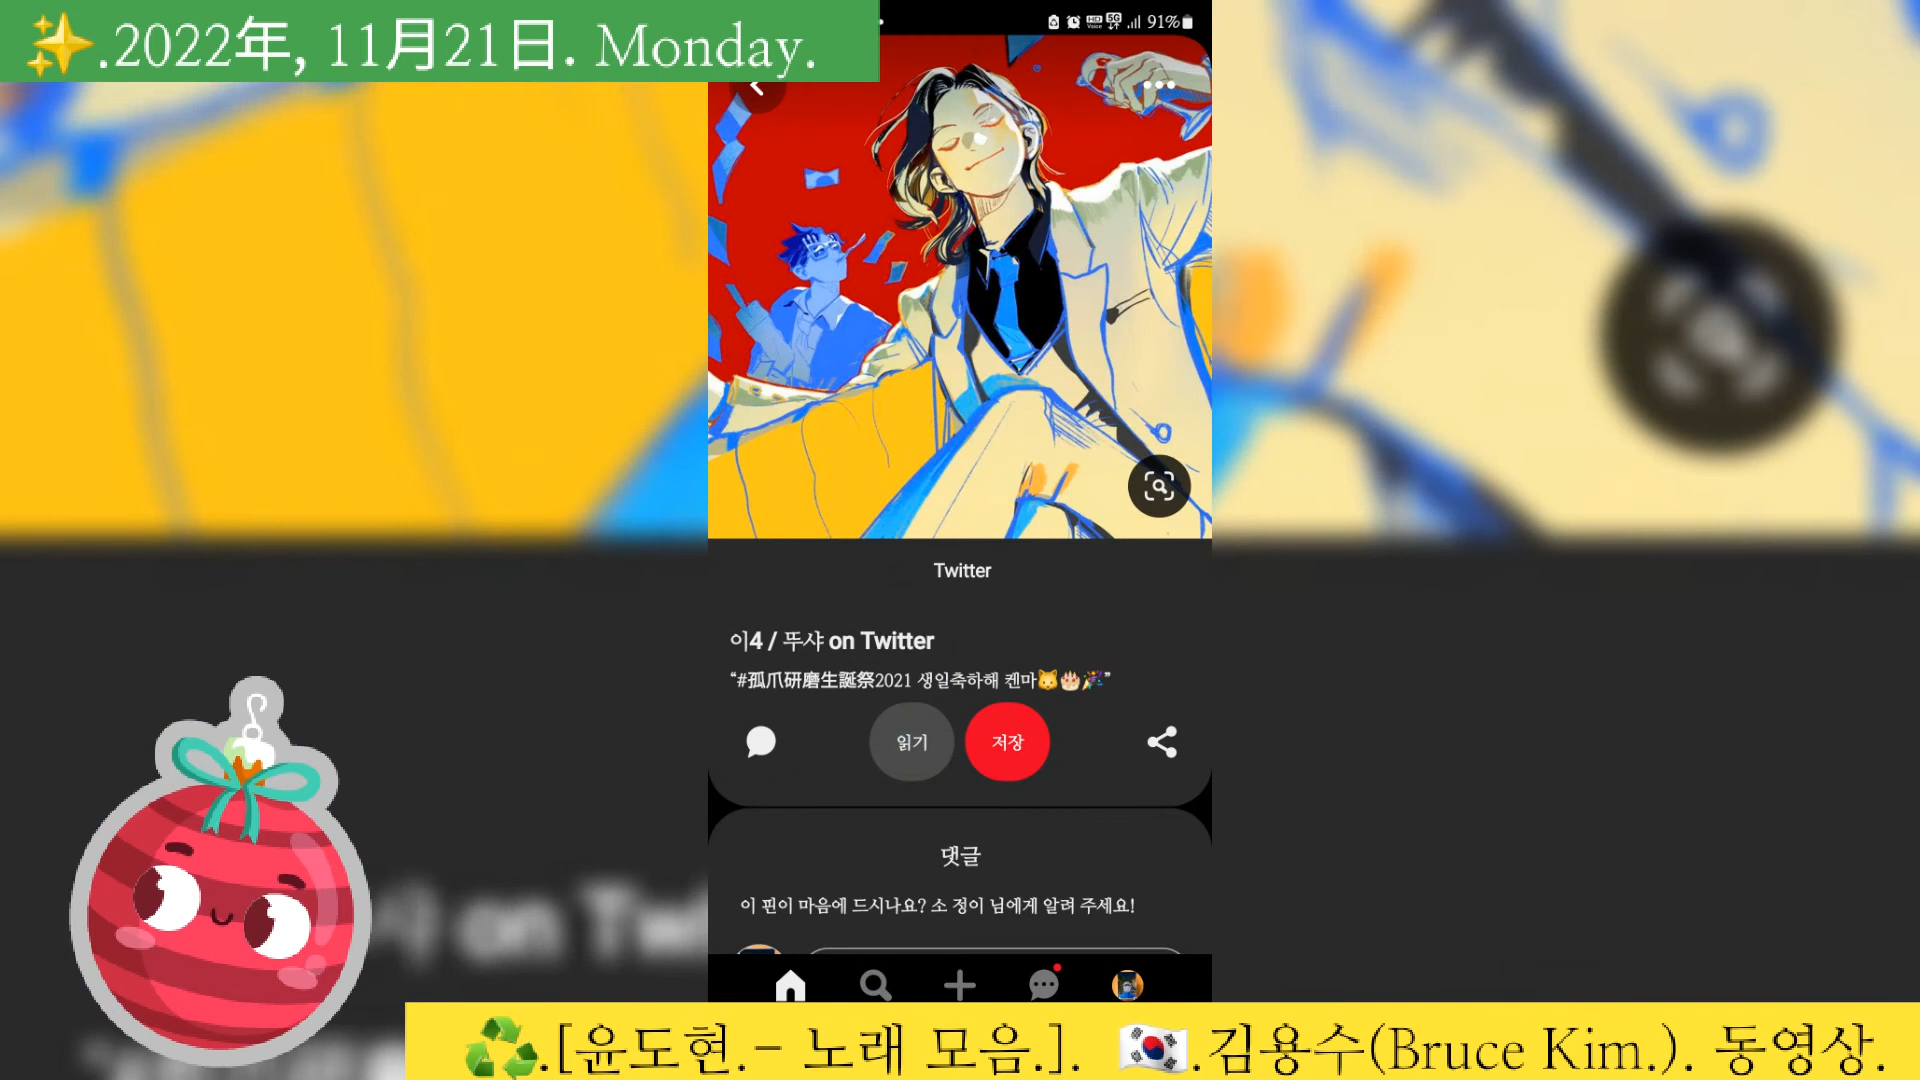 ✨.2022年, 11月21日. Monday.
HD Voice 5G 91%
Twitter
이4 / 뚜샤 on Twitter
“#孤爪研磨生誕祭2021 생일축하해 켄마🐱🎂🎉”
읽기 저장
댓글
이 핀이 마음에 드시나요? 소 정이 님에게 알려 주세요!
♻️.[윤도현.- 노래 모음.]. 🇰🇷.김용수(Bruce Kim.). 동영상.